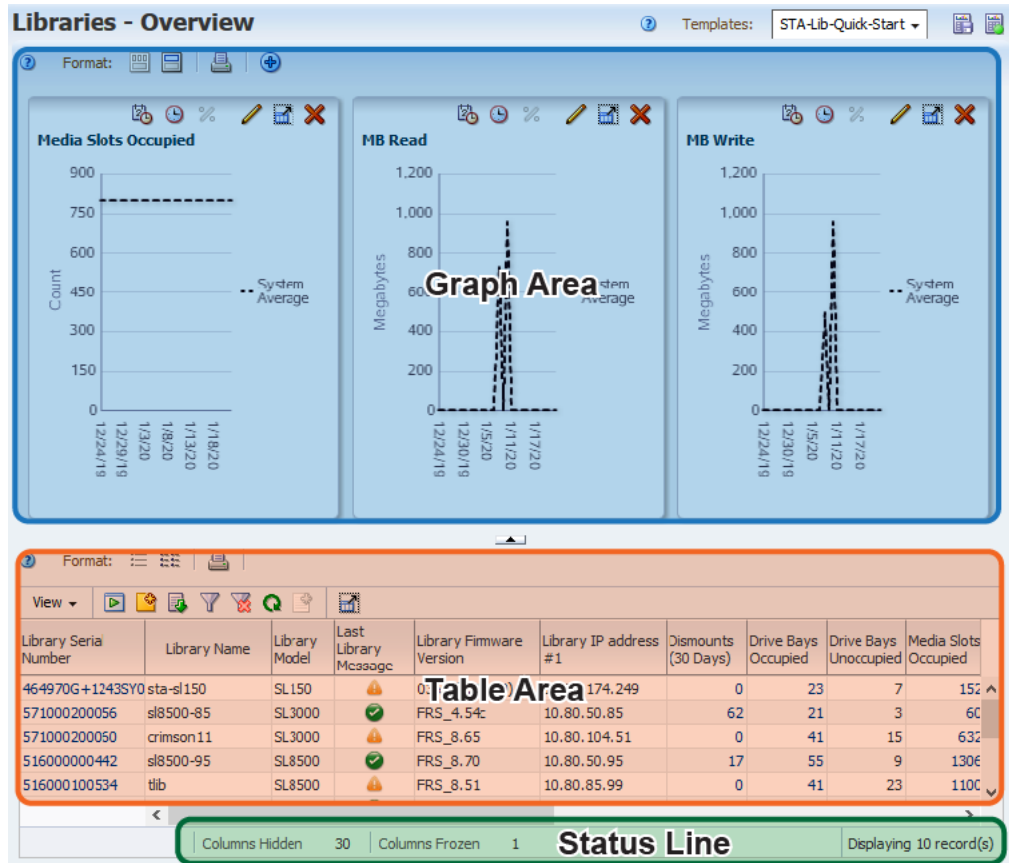 Libraries - Overview
Templates: STA-Lib-Quick-Start
Format:
Media Slots Occupied
900
750
600
450
300
150
0
Count
12/24/19
12/29/19
1/3/20
1/8/20
1/13/20
1/18/20
System
Average
MB Read
1,200
1,000
800
400
200
0
Megabytes
12/24/19
12/30/19
1/5/20
1/11/20
1/17/20
Average
Graph Area
MB Write
1,200
1,000
800
600
400
200
0
Megabytes
12/24/19
12/30/19
1/5/20
1/11/20
1/17/20
System
Average
Format:
View
Library Serial Number Library Name Library Model Last Library Message Library Firmware Version Library IP address #1 Dismounts (30 Days) Drive Bays Occupied Drive Bays Unoccupied Media Slots Occupied
464970G+1243SY0 sta-sl150 SL150 174.249 0 23 7 152
Table Area
571000200056 sl8500-85 SL3000 FRS_4.54c 10.80.50.85 62 21 3 60
571000200050 crimson11 SL3000 FRS_8.65 10.80.104.51 0 41 15 632
516000000442 sl8500-95 SL8500 FRS_8.70 10.80.50.95 17 55 9 1306
516000100534 tlib SL8500 FRS_8.51 10.80.85.99 0 41 23 1100
Columns Hidden 30 Columns Frozen 1 Status Line Displaying 10 record(s)